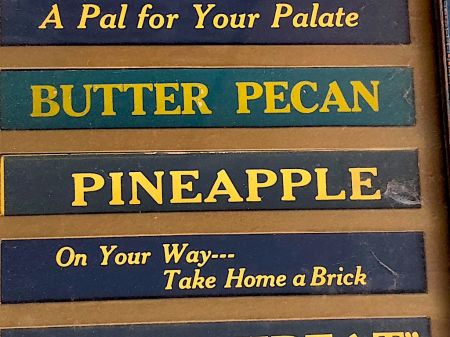 A Pal for Your Palate
BUTTER PECAN
PINEAPPLE
On Your Way---
Take Home a Brick